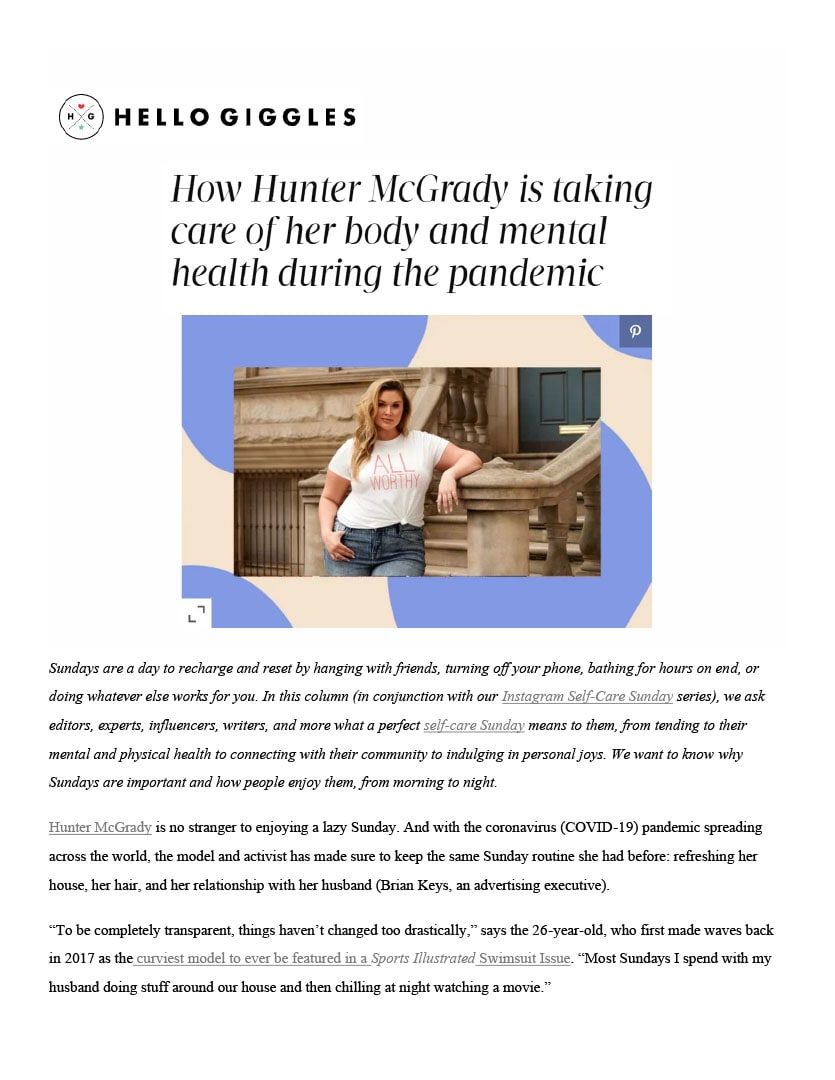 H G
HELLO GIGGLES
How Hunter McGrady is taking
care of her body and mental
health during the pandemic
ALL
WORTHY
Sundays are a day to recharge and reset by hanging with friends, turning off your phone, bathing for hours on end, or
doing whatever else works for you. In this column (in conjunction with our Instagram Self-Care Sunday series), we ask
editors, experts, influencers, writers, and more what a perfect self-care Sunday means to them, from tending to their
mental and physical health to connecting with their community to indulging in personal joys. We want to know why
Sundays are important and how people enjoy them, from morning to night.
Hunter McGrady is no stranger to enjoying a lazy Sunday. And with the coronavirus (COVID-19) pandemic spreading
across the world, the model and activist has made sure to keep the same Sunday routine she had before: refreshing her
house, her hair, and her relationship with her husband (Brian Keys, an advertising executive).
“To be completely transparent, things haven’t changed too drastically,” says the 26-year-old, who first made waves back
in 2017 as the curviest model to ever be featured in a Sports Illustrated Swimsuit Issue. “Most Sundays I spend with my
husband doing stuff around our house and then chilling at night watching a movie.”